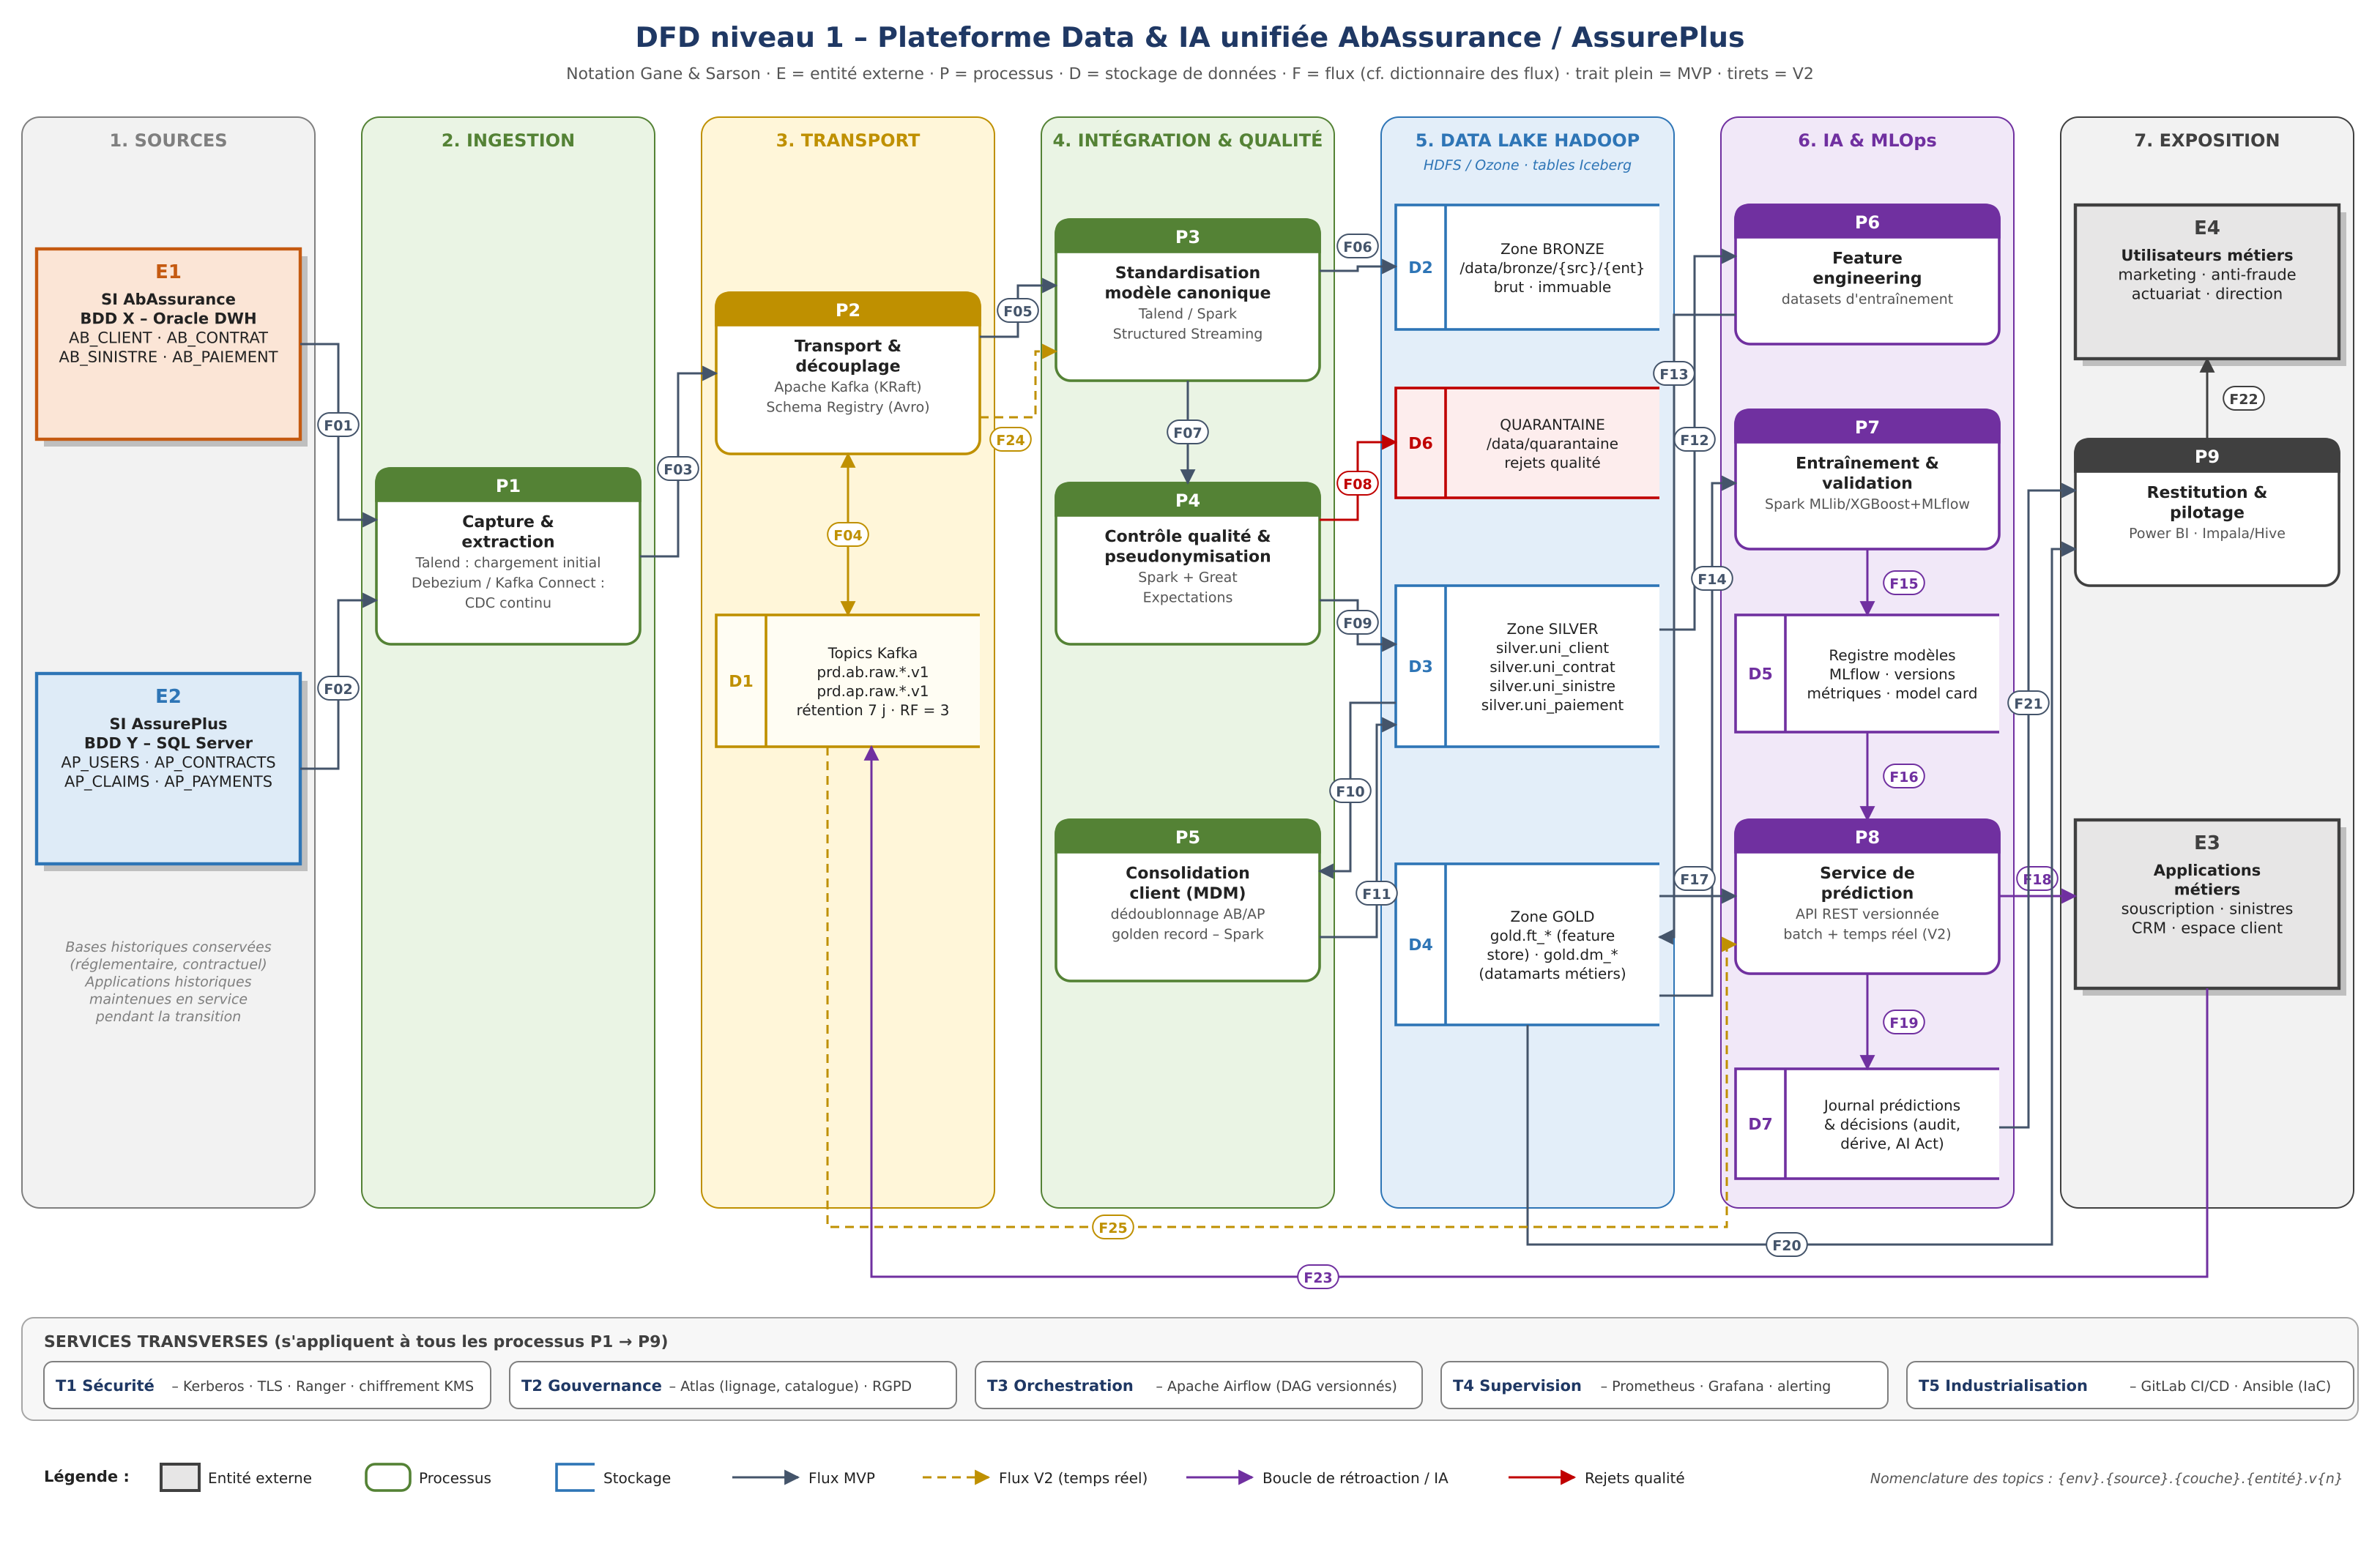 DFD niveau 1 – Plateforme Data & IA unifiée AbAssurance / AssurePlus
Notation Gane & Sarson · E = entité externe · P = processus · D = stockage de données · F = flux (cf. dictionnaire des flux) · trait plein = MVP · tirets = V2
1. SOURCES
E1
SI AbAssurance
BDD X – Oracle DWH
AB_CLIENT · AB_CONTRAT
AB_SINISTRE · AB_PAIEMENT
E2
SI AssurePlus
BDD Y – SQL Server
AP_USERS · AP_CONTRACTS
AP_CLAIMS · AP_PAYMENTS
Bases historiques conservées
(réglementaire, contractuel)
Applications historiques
maintenues en service
pendant la transition
F01
F02
2. INGESTION
P1
Capture &
extraction
Talend : chargement initial
Debezium / Kafka Connect :
CDC continu
F03
3. TRANSPORT
P2
Transport &
découplage
Apache Kafka (KRaft)
Schema Registry (Avro)
F04
D1
Topics Kafka
prd.ab.raw.*.v1
prd.ap.raw.*.v1
rétention 7 j · RF = 3
F05
F24
4. INTÉGRATION & QUALITÉ
P3
Standardisation
modèle canonique
Talend / Spark
Structured Streaming
F07
P4
Contrôle qualité &
pseudonymisation
Spark + Great
Expectations
P5
Consolidation
client (MDM)
dédoublonnage AB/AP
golden record – Spark
F06
F08
F09
F10
F11
5. DATA LAKE HADOOP
HDFS / Ozone · tables Iceberg
D2
Zone BRONZE
/data/bronze/{src}/{ent}
brut · immuable
D6
QUARANTAINE
/data/quarantaine
rejets qualité
D3
Zone SILVER
silver.uni_client
silver.uni_contrat
silver.uni_sinistre
silver.uni_paiement
D4
Zone GOLD
gold.ft_* (feature
store) · gold.dm_*
(datamarts métiers)
F13
F12
F14
F17
6. IA & MLOps
P6
Feature
engineering
datasets d'entraînement
P7
Entraînement &
validation
Spark MLlib/XGBoost+MLflow
F15
D5
Registre modèles
MLflow · versions
métriques · model card
F16
P8
Service de
prédiction
API REST versionnée
batch + temps réel (V2)
F19
D7
Journal prédictions
& décisions (audit,
dérive, AI Act)
F21
F18
7. EXPOSITION
E4
Utilisateurs métiers
marketing · anti-fraude
actuariat · direction
F22
P9
Restitution &
pilotage
Power BI · Impala/Hive
E3
Applications
métiers
souscription · sinistres
CRM · espace client
F25
F20
F23
SERVICES TRANSVERSES (s'appliquent à tous les processus P1 → P9)
T1 Sécurité – Kerberos · TLS · Ranger · chiffrement KMS
T2 Gouvernance – Atlas (lignage, catalogue) · RGPD
T3 Orchestration – Apache Airflow (DAG versionnés)
T4 Supervision – Prometheus · Grafana · alerting
T5 Industrialisation – GitLab CI/CD · Ansible (IaC)
Légende :
Entité externe
Processus
Stockage
Flux MVP
Flux V2 (temps réel)
Boucle de rétroaction / IA
Rejets qualité
Nomenclature des topics : {env}.{source}.{couche}.{entité}.v{n}